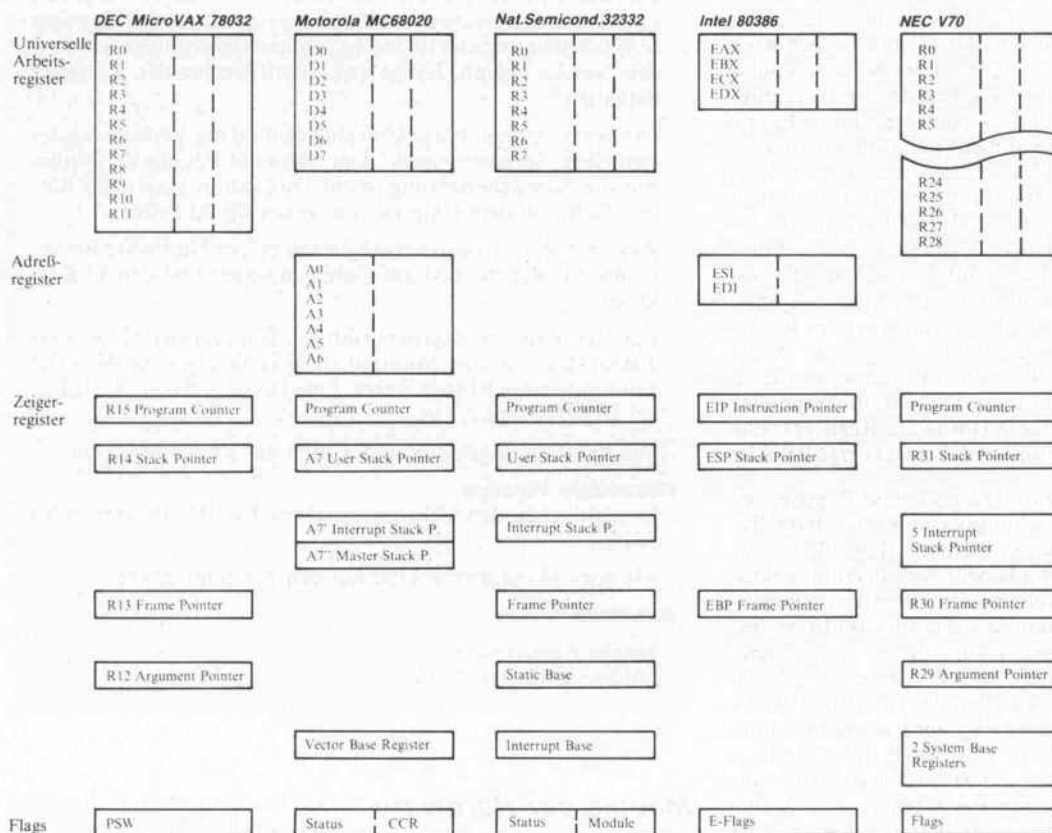 DEC MicroVAX 78032
Motorola MC68020
Nat.Semicond.32332
Intel 80386
NEC V70
Universelle
Arbeits-
register
R0
R1
R2
R3
R4
R5
R6
R7
R8
R9
R10
R11
D0
D1
D2
D3
D4
D5
D6
D7
R0
R1
R2
R3
R4
R5
R6
R7
EAX
EBX
ECX
EDX
R0
R1
R2
R3
R4
R5
R24
R25
R26
R27
R28
Adreß-
register
A0
A1
A2
A3
A4
A5
A6
ESI
EDI
Zeiger-
register
R15 Program Counter
Program Counter
Program Counter
EIP Instruction Pointer
Program Counter
R14 Stack Pointer
A7 User Stack Pointer
User Stack Pointer
ESP Stack Pointer
R31 Stack Pointer
A7' Interrupt Stack P.
A7'' Master Stack P.
Interrupt Stack P.
5 Interrupt
Stack Pointer
R13 Frame Pointer
Frame Pointer
EBP Frame Pointer
R30 Frame Pointer
R12 Argument Pointer
Static Base
R29 Argument Pointer
Vector Base Register
Interrupt Base
2 System Base
Registers
Flags
PSW
Status
CCR
Status
Module
E-Flags
Flags